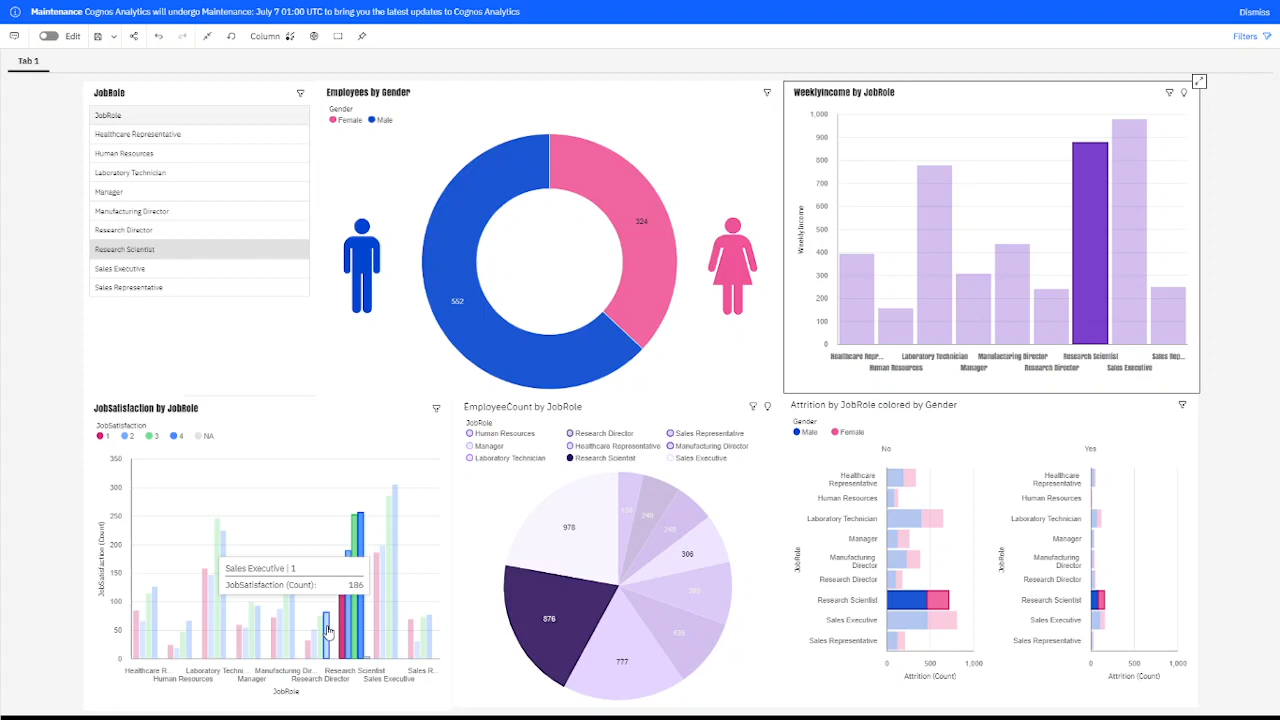 Maintenance Cognos Analytics will undergo Maintenance: July 7 01:00 UTC to bring you the latest updates to Cognos Analytics
Dismiss
Edit
Column
Filters
Tab 1
JobRole
JobRole
Healthcare Representative
Human Resources
Laboratory Technician
Manager
Manufacturing Director
Research Director
Research Scientist
Sales Executive
Sales Representative
Employees by Gender
Gender
Female Male
324
552
WeeklyIncome by JobRole
1,000
900
800
700
600
500
400
300
200
100
0
WeeklyIncome
Healthcare Repr... Laboratory Technician Manufacturing Director Research Scientist Sales Rep...
Human Resources Manager Research Director Sales Executive
JobSatisfaction by JobRole
JobSatisfaction
1 2 3 4 NA
350
300
250
200
150
100
50
0
JobSatisfaction (Count)
Sales Executive | 1
JobSatisfaction (Count): 186
Healthcare R... Laboratory Techni... Manufacturing Dir... Research Scientist Sales R...
Human Resources Manager Research Director Sales Executive
JobRole
EmployeeCount by JobRole
JobRole
Human Resources Research Director Sales Representative
Manager Healthcare Representative Manufacturing Director
Laboratory Technician Research Scientist Sales Executive
978
240
306
435
777
876
Attrition by JobRole colored by Gender
Gender
Male Female
No
Yes
JobRole
Healthcare Representative
Human Resources
Laboratory Technician
Manager
Manufacturing Director
Research Director
Research Scientist
Sales Executive
Sales Representative
0 500 1,000
Attrition (Count)
JobRole
Healthcare Representative
Human Resources
Laboratory Technician
Manager
Manufacturing Director
Research Director
Research Scientist
Sales Executive
Sales Representative
0 500 1,000
Attrition (Count)